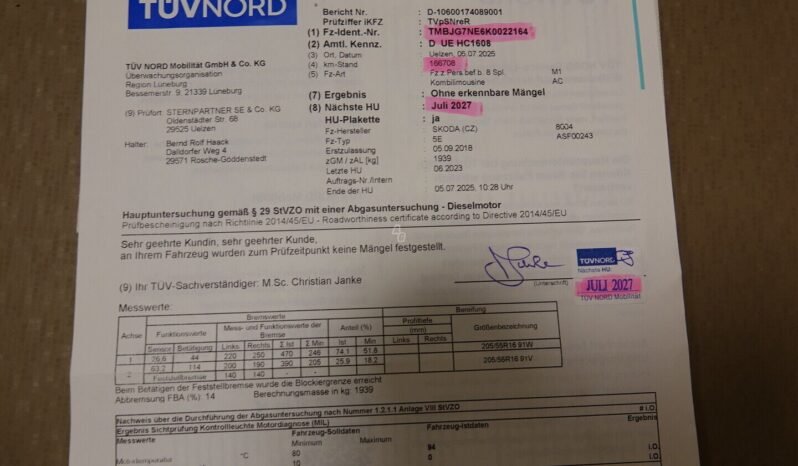 TÜVNORD
Bericht Nr. : D-10600174089001
Prüfziffer iKFZ : TVpSNreR
(1) Fz-Ident.-Nr. : TMBJG7NE6K0022164
(2) Amtl. Kennz. : D UE HC1608
(3) Ort, Datum : Uelzen, 05.07.2025
(4) km-Stand : 166708
(5) Fz-Art : Fz.z.Pers.bef.b. 8 Spl. M1
Kombilimousine AC
(7) Ergebnis : Ohne erkennbare Mängel
(8) Nächste HU : Juli 2027
HU-Plakette : ja
Fz-Hersteller : SKODA (CZ) 8004
Fz-Typ : 5E ASF00243
Erstzulassung : 05.09.2018
zGM / zAL [kg] : 1939
Letzte HU : 06.2023
Auftrags-Nr./intern :
Ende der HU : 05.07.2025, 10:28 Uhr
TÜV NORD Mobilität GmbH & Co. KG
Überwachungsorganisation
Region Lüneburg
Bessemerstr. 9, 21339 Lüneburg
(9) Prüfort: STERNPARTNER SE & Co. KG
Oldenstädter Str. 68
29525 Uelzen
Halter: Bernd Rolf Haack
Dalldorfer Weg 4
29571 Rosche-Göddenstedt
Hauptuntersuchung gemäß § 29 StVZO mit einer Abgasuntersuchung - Dieselmotor
Prüfbescheinigung nach Richtlinie 2014/45/EU - Roadworthiness certificate according to Directive 2014/45/EU
Sehr geehrte Kundin, sehr geehrter Kunde,
an Ihrem Fahrzeug wurden zum Prüfzeitpunkt keine Mängel festgestellt.
(9) Ihr TÜV-Sachverständiger: M.Sc. Christian Janke
(Unterschrift)
TÜVNORD
Nächste HU:
JULI 2027
TÜV NORD Mobilität
Messwerte:
Achse Bremswerte Bereifung
Funktionswerte Mess- und Funktionswerte der Bremse Anteil (%) Profiltiefe (mm) Größenbezeichnung
Sensor Betätigung Links Rechts Σ Ist Σ Min Ist Min Links Rechts
1 76,6 44 220 250 470 246 74.1 51.8 205/55R16 91W
2 63,2 114 200 190 390 205 25.9 18.2 205/55R16 91V
Feststellbremse 140 140 -
Beim Betätigen der Feststellbremse wurde die Blockiergrenze erreicht
Abbremsung FBA (%): 14 Berechnungsmasse in kg: 1939
Nachweis über die Durchführung der Abgasuntersuchung nach Nummer 1.2.1.1 Anlage VIII StVZO # i.O.
Ergebnis Sichtprüfung Kontrollleuchte Motordiagnose (MIL) Ergebnis
Messwerte Fahrzeug-Solldaten Fahrzeug-Istdaten
Minimum Maximum
Motortemperatur °C 80 94 i.O.
10 0 i.O.